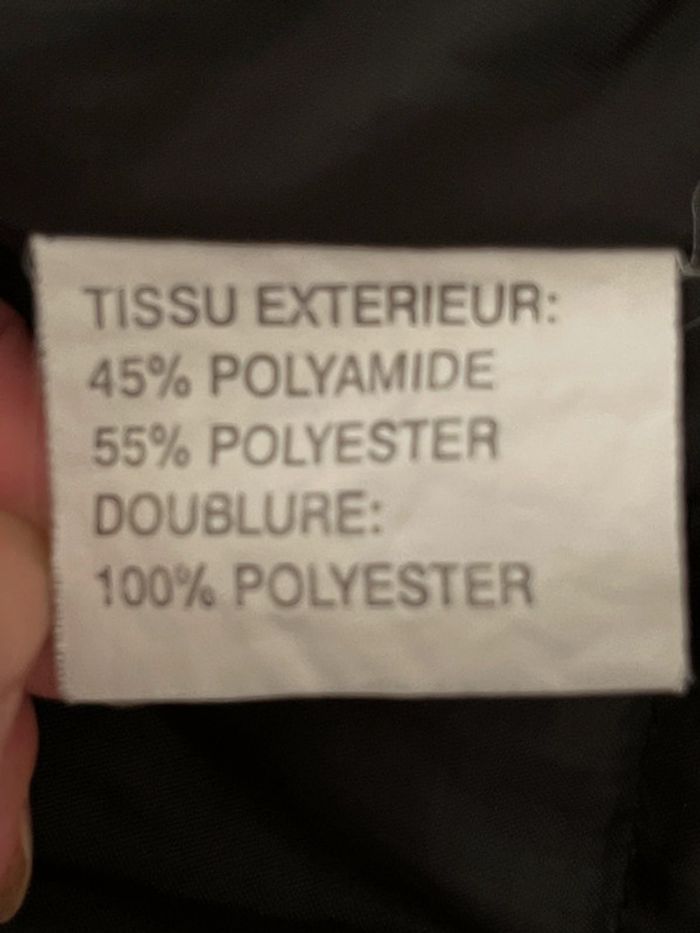 TISSU EXTERIEUR:
45% POLYAMIDE
55% POLYESTER
DOUBLURE:
100% POLYESTER